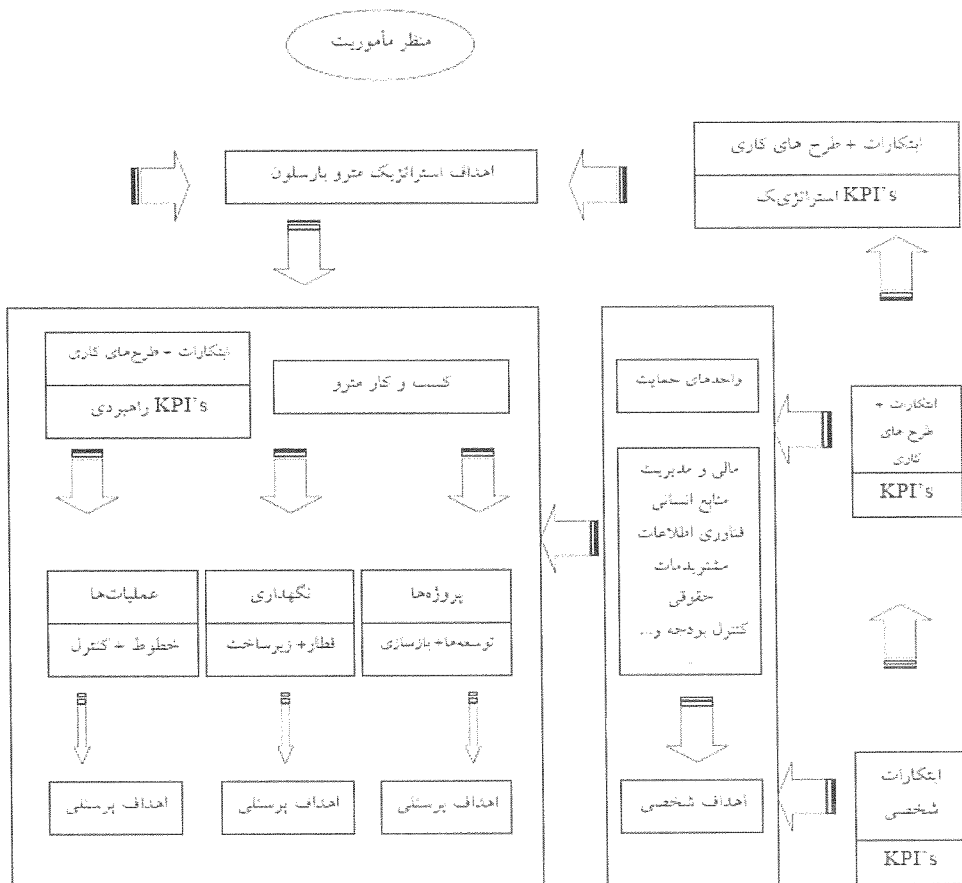 منظر مأموریت
ابتکارات + طرح های کاری
KPI's استراتژیک
اهداف استراتژیک مترو بارسلون
ابتکارات - طرح‌های کاری
KPI's راهبردی
کسب و کار مترو
واحدهای حمایت
ابتکارت +
طرح های
کاری
KPI's
مالی و مدیریت
منابع انسانی
فناوری اطلاعات
حقوقی
کنترل بودجه و...
پروژه‌ها
توسعه‌ها+بازسازی
نگهداری
قطار+ زیرساخت
عملیات‌ها
خطوط + کنترل
اهداف پرسنلی
اهداف پرسنلی
اهداف پرسنلی
اهداف شخصی
ابتکارات
شخصی
KPI's